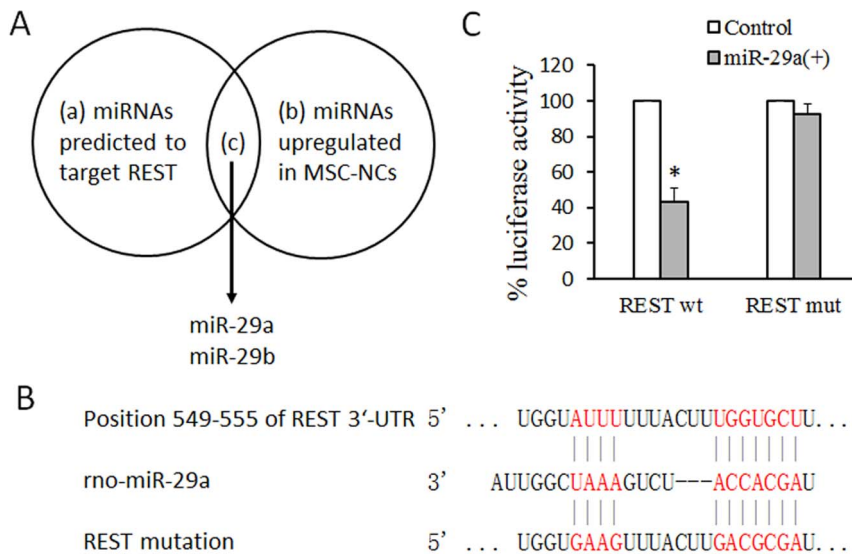 A
(a) miRNAs
predicted to
target REST
(c)
(b) miRNAs
upregulated
in MSC-NCs
miR-29a
miR-29b
C
Control
miR-29a(+)
% luciferase activity
120
100
80
60
40
20
0
*
REST wt
REST mut
B
Position 549-555 of REST 3‘-UTR 5’ ... UGGUAUUUUUUACUUUGGUGCUU...
rno-miR-29a 3’ AUUGGCUAAAGUCU---ACCACGAU
REST mutation 5’ ... UGGUGAAGUUUACUUGACGCGAU...